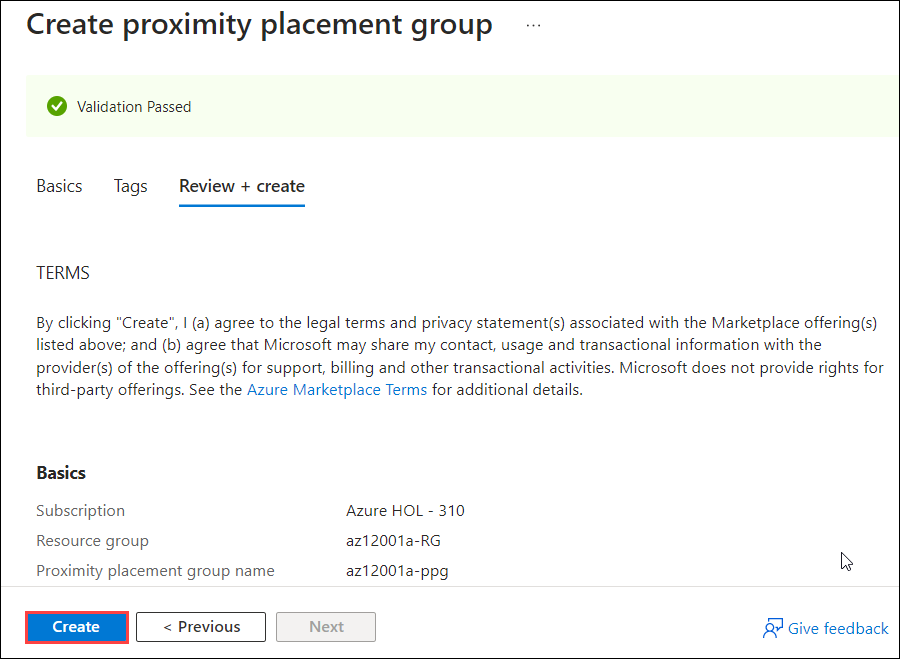 Create proximity placement group ...
Validation Passed
Basics Tags Review + create
TERMS
By clicking "Create", I (a) agree to the legal terms and privacy statement(s) associated with the Marketplace offering(s)
listed above; and (b) agree that Microsoft may share my contact, usage and transactional information with the
provider(s) of the offering(s) for support, billing and other transactional activities. Microsoft does not provide rights for
third-party offerings. See the Azure Marketplace Terms for additional details.
Basics
Subscription Azure HOL - 310
Resource group az12001a-RG
Proximity placement group name az12001a-ppg
Create < Previous Next Give feedback